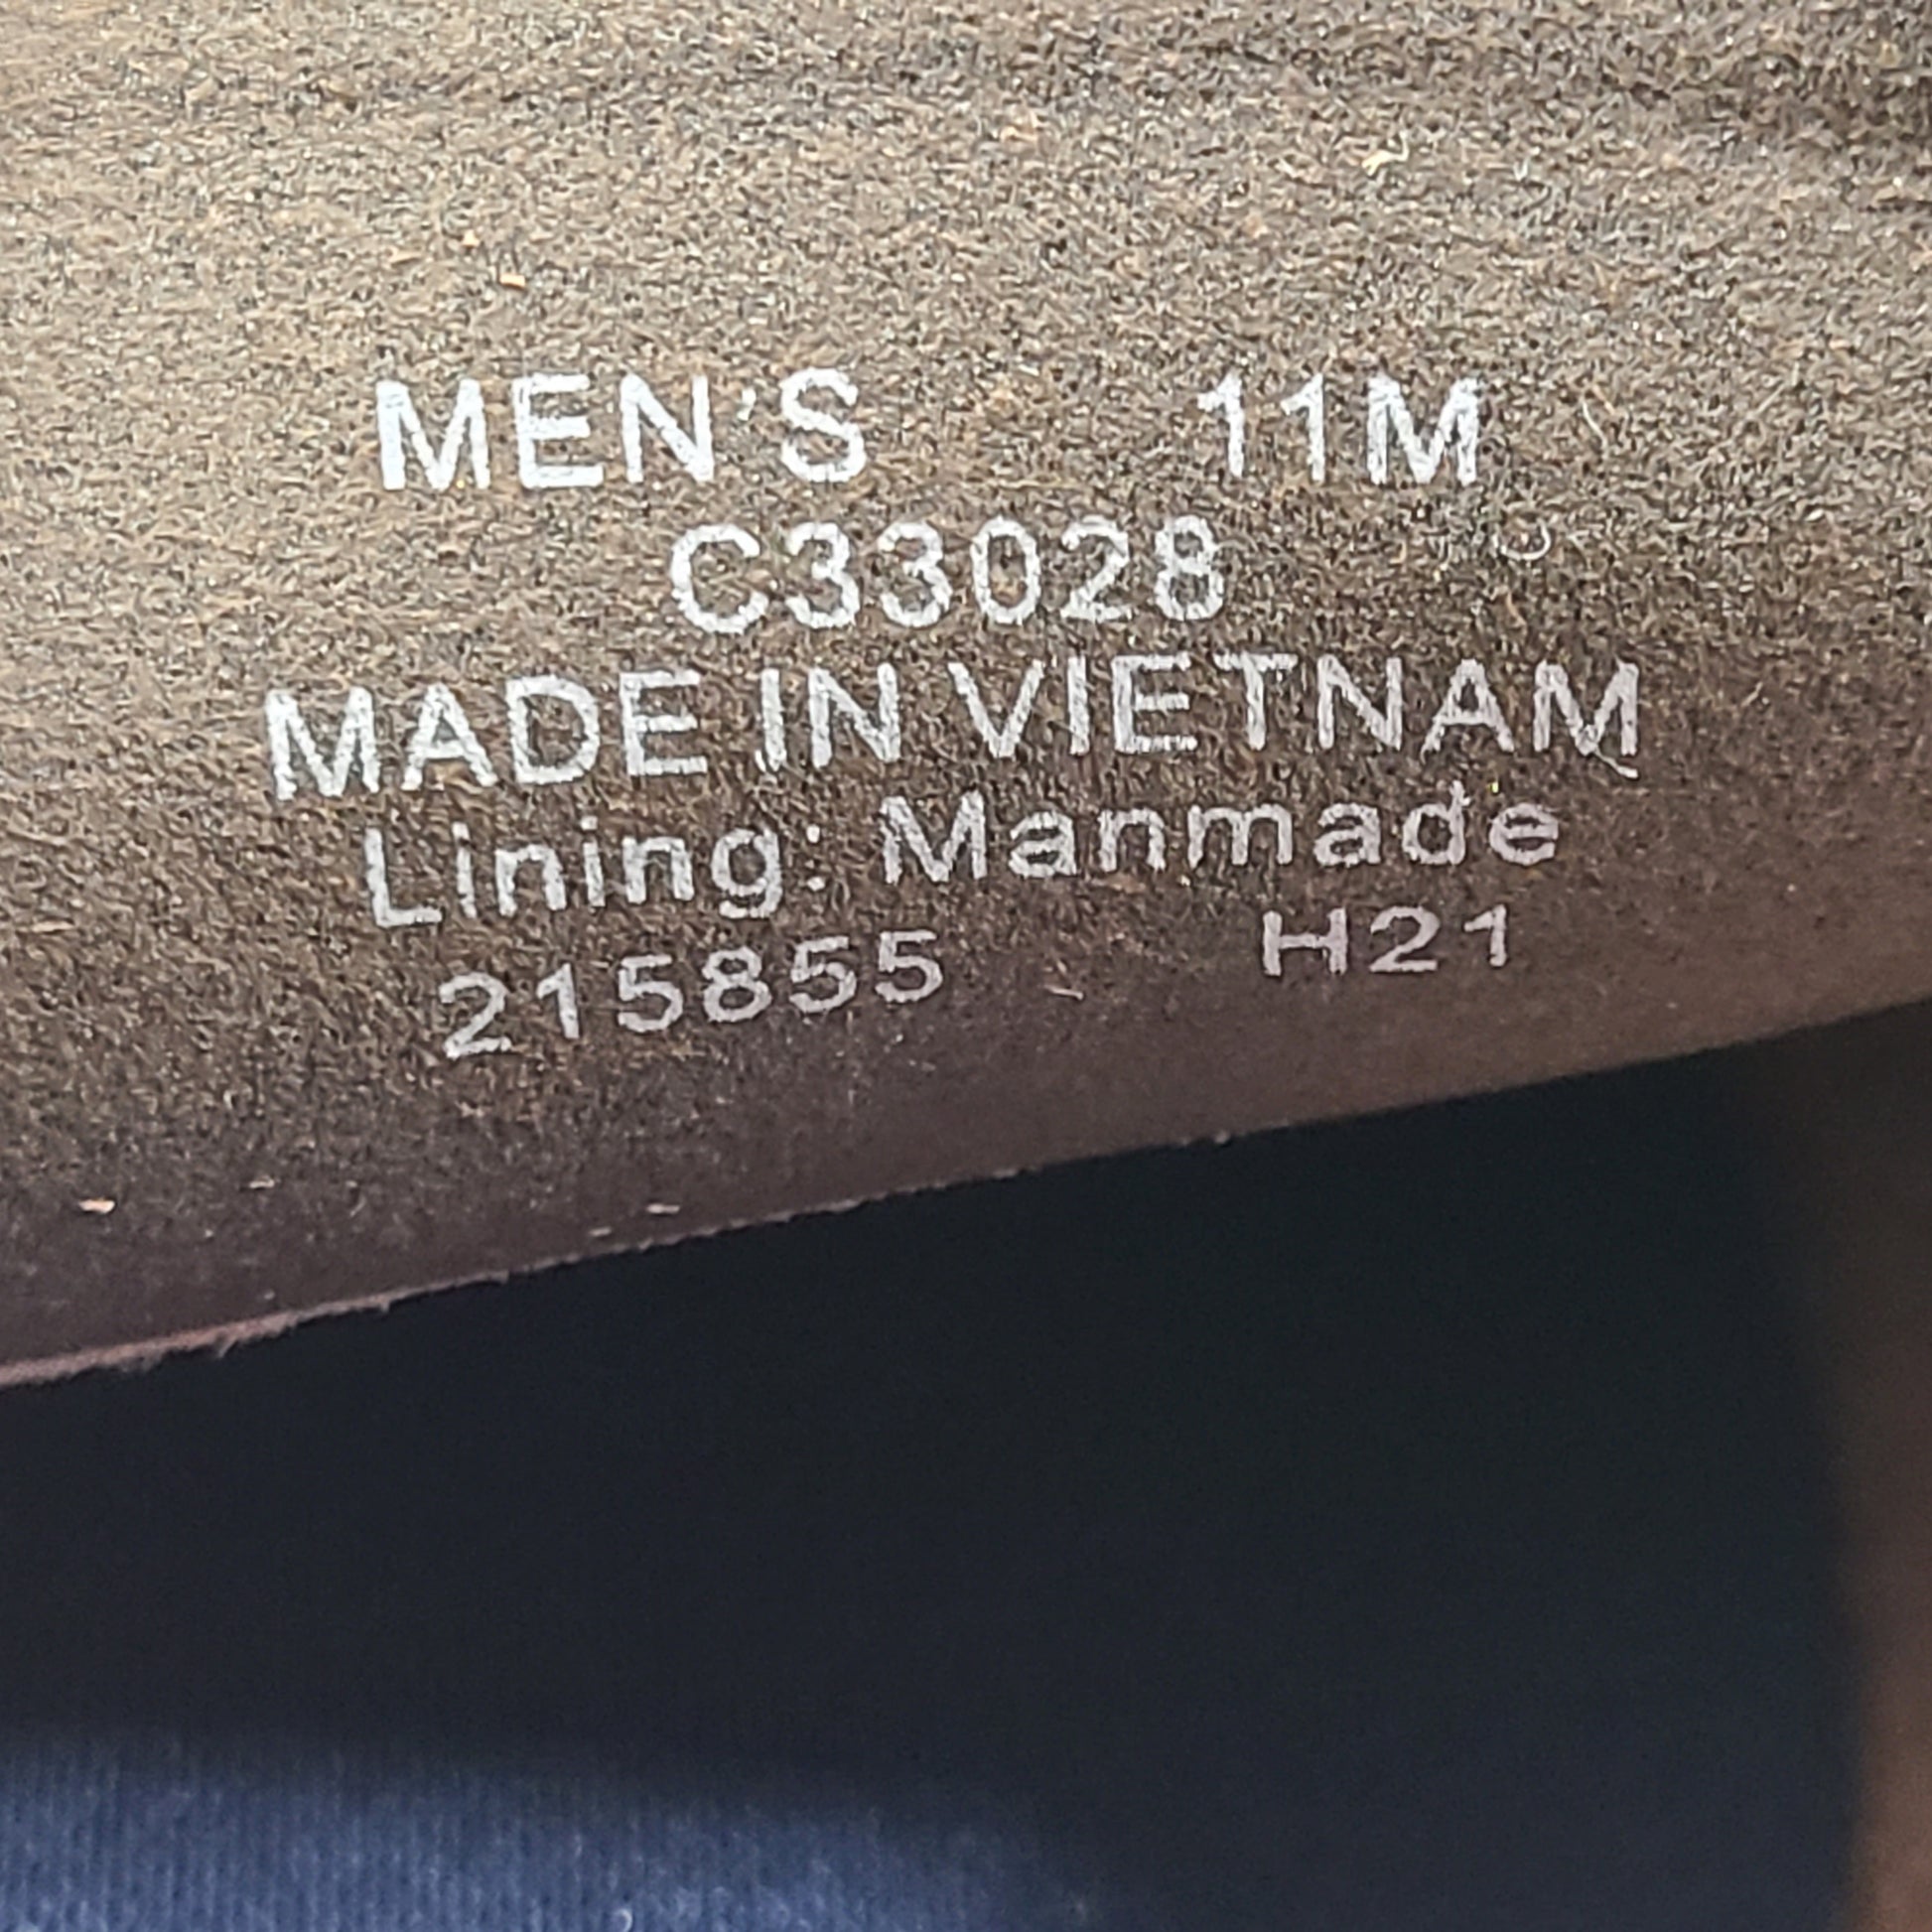 MEN'S 11M
C33028
MADE IN VIETNAM
Lining: Manmade
215855 H21